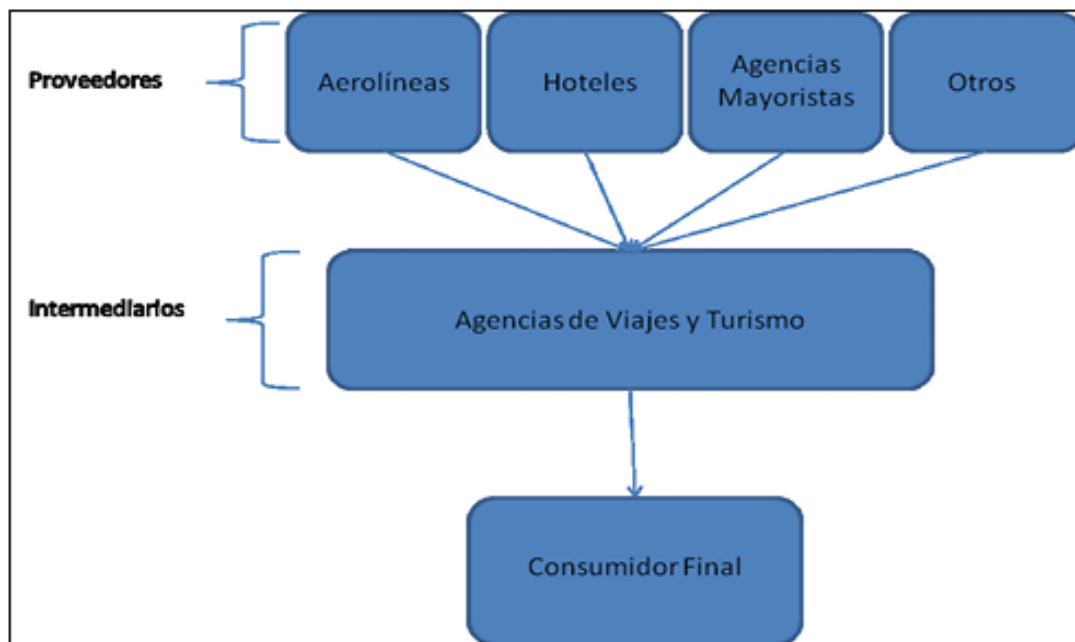 Proveedores
Aerolíneas
Hoteles
Agencias
Mayoristas
Otros
Intermediarios
Agencias de Viajes y Turismo
Consumidor Final